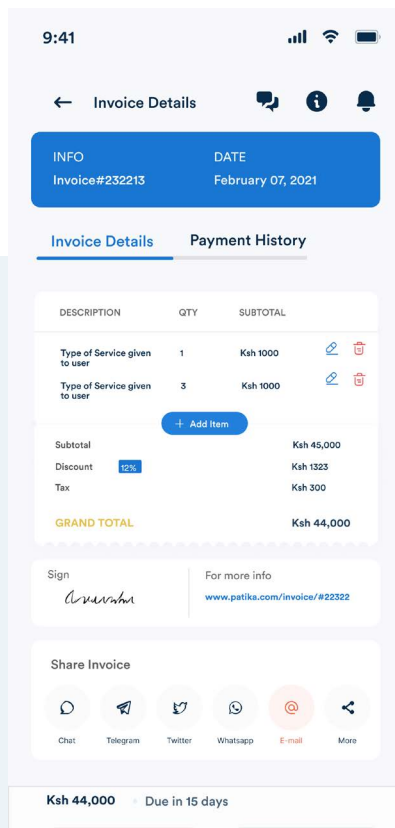 9:41
Invoice Details
INFO
DATE
Invoice#232213
February 07, 2021
Invoice Details
Payment History
DESCRIPTION
QTY
SUBTOTAL
Type of Service given
to user
1
Ksh 1000
Type of Service given
to user
3
Ksh 1000
+ Add Item
Subtotal
Ksh 45,000
Discount
12%
Ksh 1323
Tax
Ksh 300
GRAND TOTAL
Ksh 44,000
Sign
For more info
www.patika.com/invoice/#22322
Share Invoice
Chat
Telegram
Twitter
Whatsapp
E-mail
More
Ksh 44,000
Due in 15 days